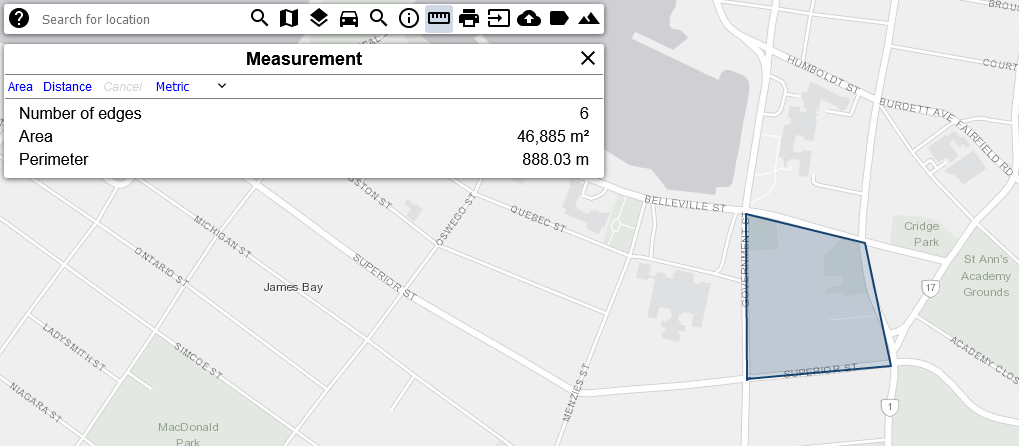 Search for location
Measurement
Area Distance Cancel Metric
Number of edges 6
Area 46,885 m²
Perimeter 888.03 m
HUMBOLDT ST
COURT
BURDETT AVE
FAIRFIELD RD
BELLEVILLE ST
GOVERNMENT ST
QUEBEC ST
OSWEGO ST
MICHIGAN ST
ONTARIO ST
SUPERIOR ST
James Bay
Cridge
Park
St Ann's
Academy
Grounds
17
LADYSMITH ST
SIMCOE ST
NIAGARA ST
MENZIES ST
SUPERIOR ST
ACADEMY CLOS
1
MacDonald
Park